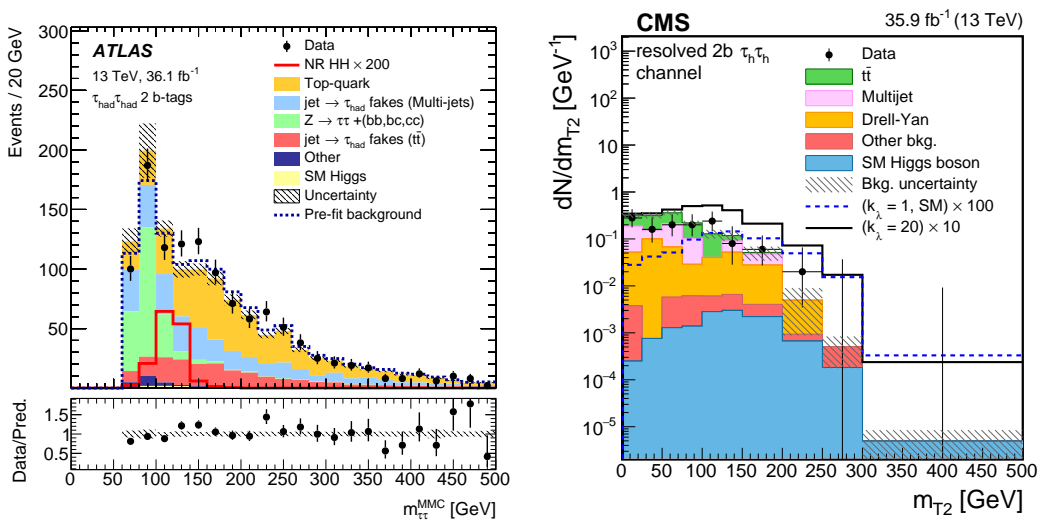 Events / 20 GeV
300
250
200
150
100
50
ATLAS
13 TeV, 36.1 fb⁻¹
τhadτhad 2 b-tags
Data
NR HH × 200
Top-quark
jet → τhad fakes (Multi-jets)
Z → ττ +(bb,bc,cc)
jet → τhad fakes (tt̄)
Other
SM Higgs
Uncertainty
Pre-fit background
Data/Pred.
1.5
1
0.5
0 50 100 150 200 250 300 350 400 450 500
mττMMC [GeV]
CMS
35.9 fb⁻¹ (13 TeV)
dN/dmT2 [GeV⁻¹]
10³
10²
10
1
10⁻¹
10⁻²
10⁻³
10⁻⁴
10⁻⁵
resolved 2b τhτh
channel
Data
tt̄
Multijet
Drell-Yan
Other bkg.
SM Higgs boson
Bkg. uncertainty
(kλ = 1, SM) × 100
(kλ = 20) × 10
0 50 100 150 200 250 300 350 400 450 500
mT2 [GeV]